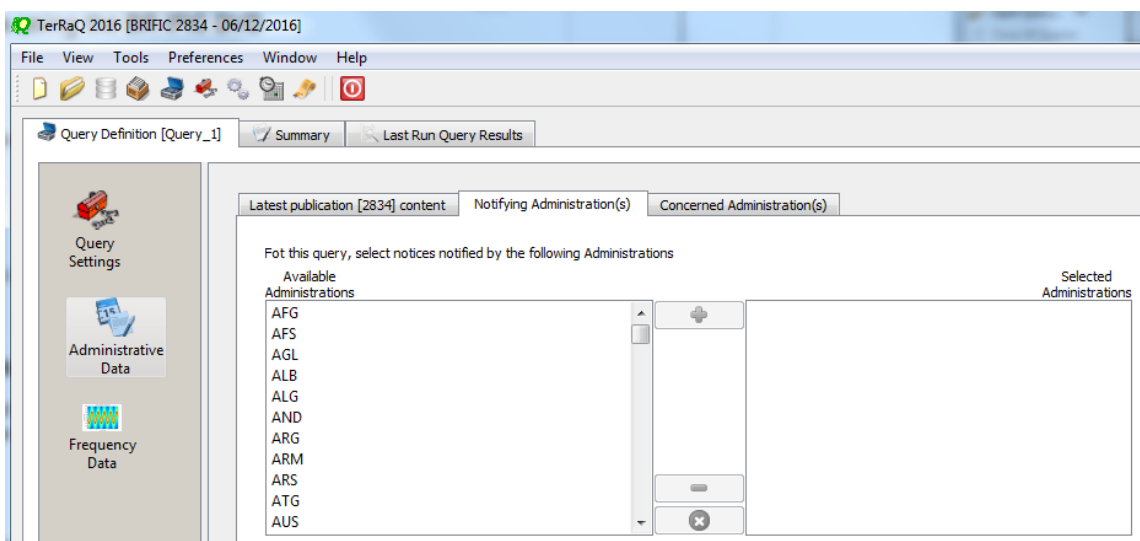 TerRaQ 2016 [BRIFIC 2834 - 06/12/2016]
File View Tools Preferences Window Help
Query Definition [Query_1] Summary Last Run Query Results
Latest publication [2834] content Notifying Administration(s) Concerned Administration(s)
Query
Settings
Administrative
Data
Frequency
Data
Fot this query, select notices notified by the following Administrations
Available
Administrations
AFG
AFS
AGL
ALB
ALG
AND
ARG
ARM
ARS
ATG
AUS
Selected
Administrations